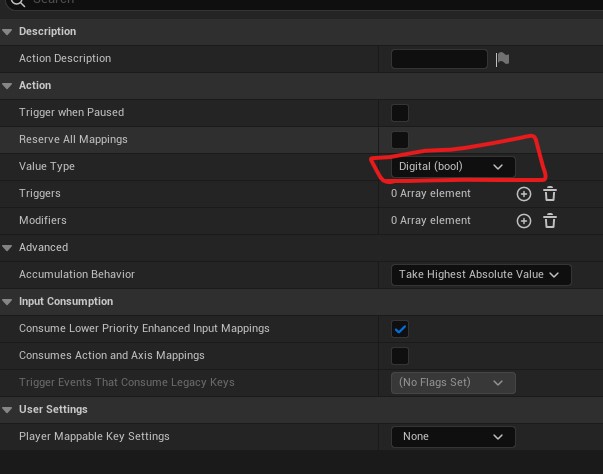 Search
Description
Action Description
Action
Trigger when Paused
Reserve All Mappings
Value Type Digital (bool)
Triggers 0 Array element
Modifiers 0 Array element
Advanced
Accumulation Behavior Take Highest Absolute Value
Input Consumption
Consume Lower Priority Enhanced Input Mappings
Consumes Action and Axis Mappings
Trigger Events That Consume Legacy Keys (No Flags Set)
User Settings
Player Mappable Key Settings None